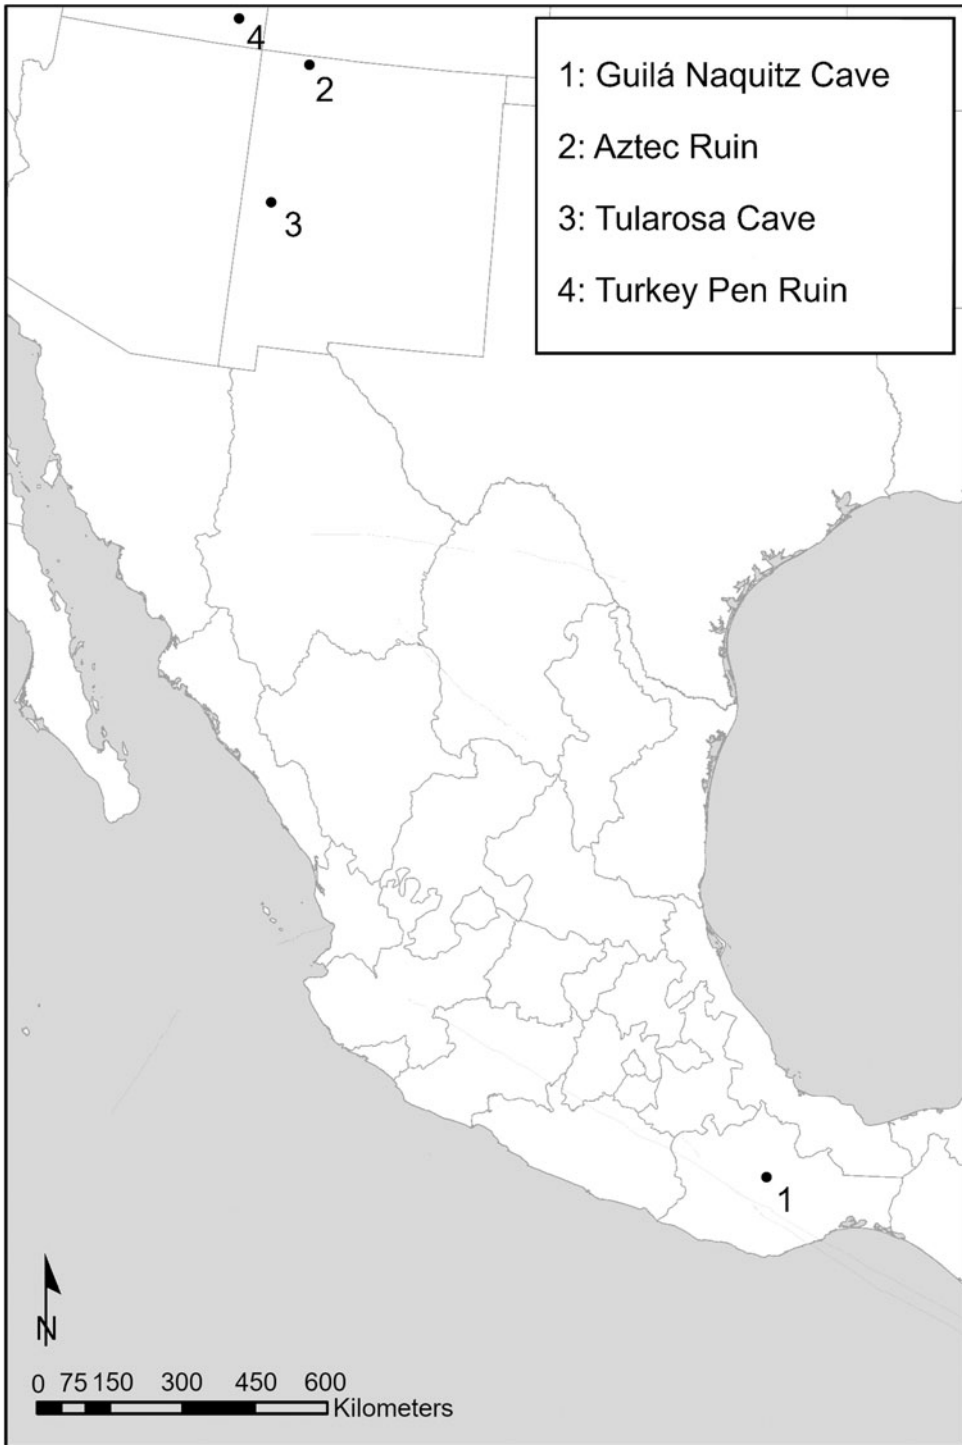 4
2
3
1: Guilá Naquitz Cave
2: Aztec Ruin
3: Tularosa Cave
4: Turkey Pen Ruin
1
N
0 75 150 300 450 600
Kilometers